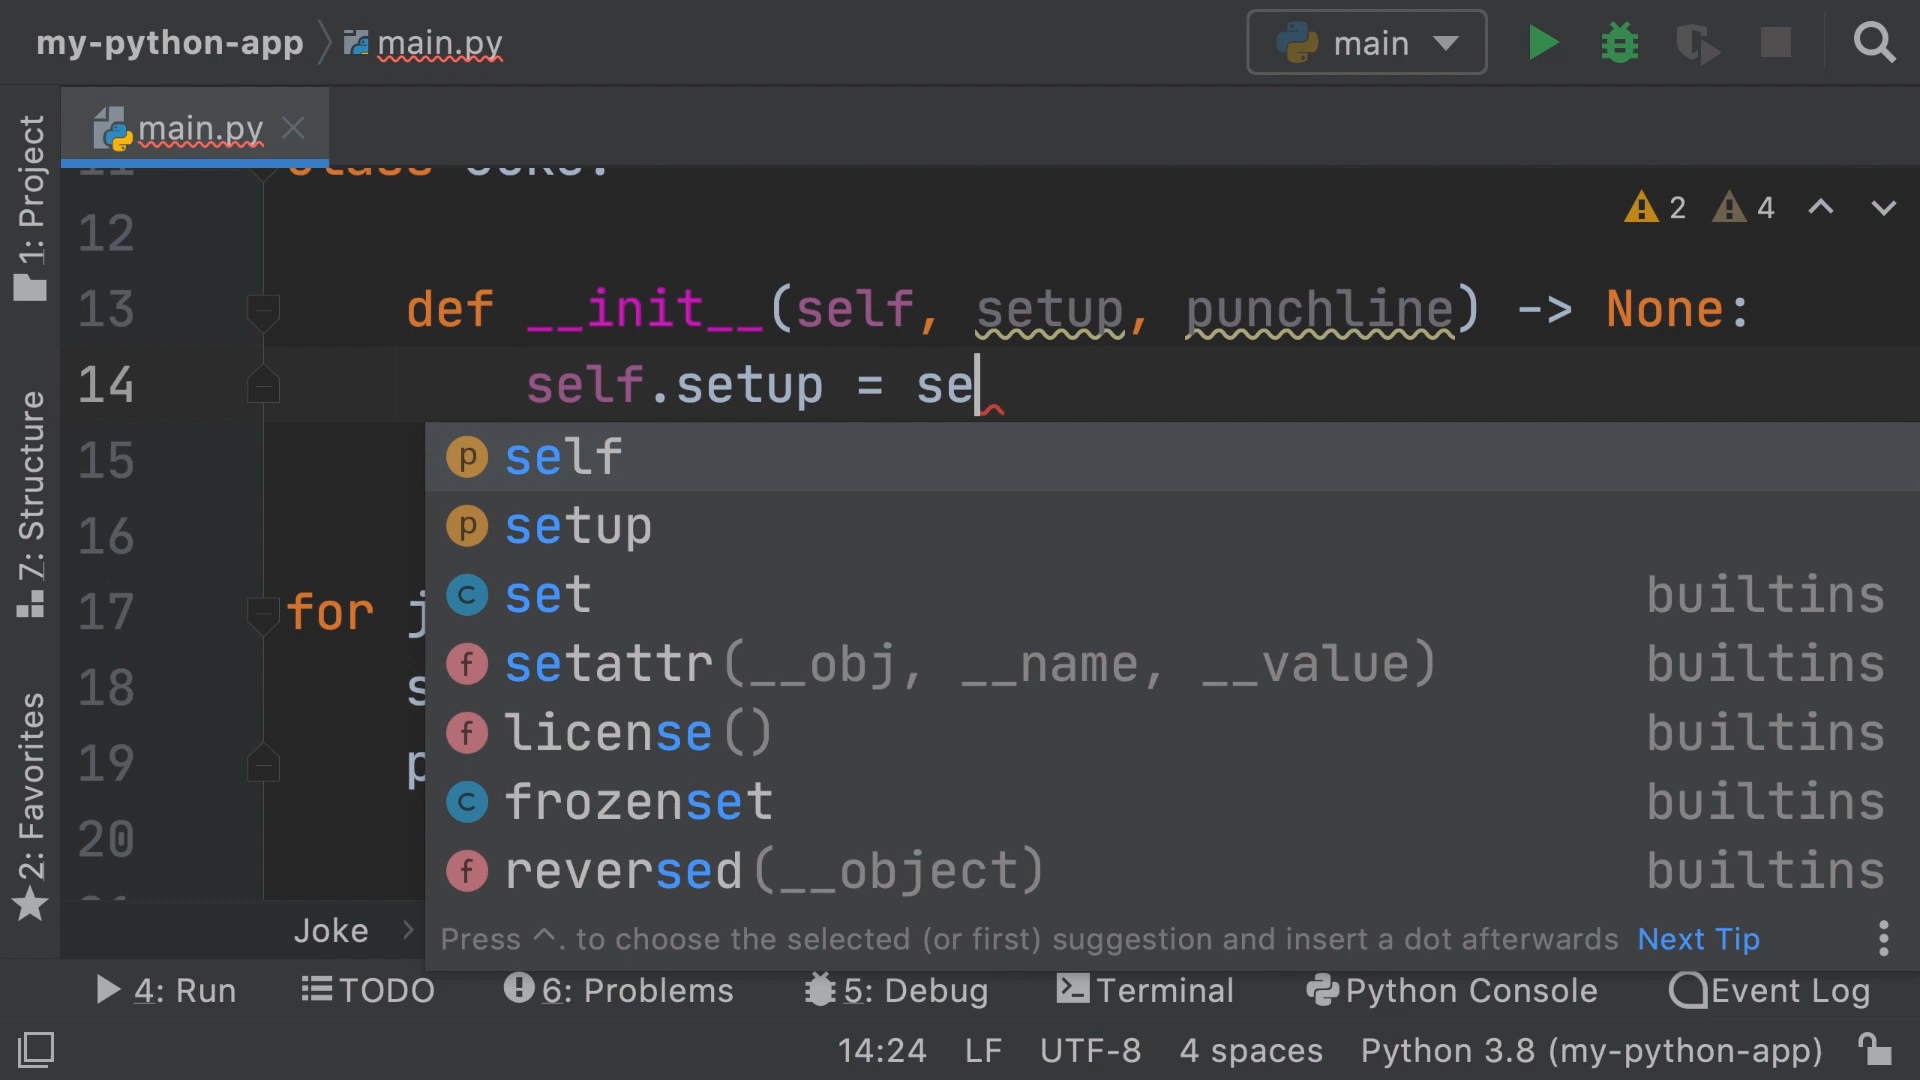 my-python-app main.py main
main.py
1: Project
7: Structure
2: Favorites
11 class Joke:
2 4
12
13 def __init__(self, setup, punchline) -> None:
14 self.setup = se
15
16
17 for j
18 s
19 p
20
self
setup
set builtins
setattr(__obj, __name, __value) builtins
license() builtins
frozenset builtins
reversed(__object) builtins
Press ^. to choose the selected (or first) suggestion and insert a dot afterwards Next Tip
Joke
4: Run TODO 6: Problems 5: Debug Terminal Python Console Event Log
14:24 LF UTF-8 4 spaces Python 3.8 (my-python-app)